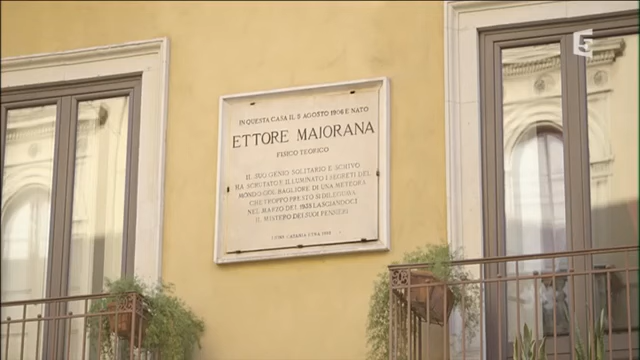 5
IN QUESTA CASA IL 5 AGOSTO 1906 È NATO
ETTORE MAIORANA
FISICO TEORICO
IL SUO GENIO SOLITARIO E SCHIVO
HA SCRUTATO E ILLUMINATO I SEGRETI DEL
MONDO COL BAGLIORE DI UNA METEORA
CHE TROPPO PRESTO SI DILEGUAVA
NEL MARZO DEL 1938 LASCIANDOCI
IL MISTERO DEI SUOI PENSIERI
CATANIA